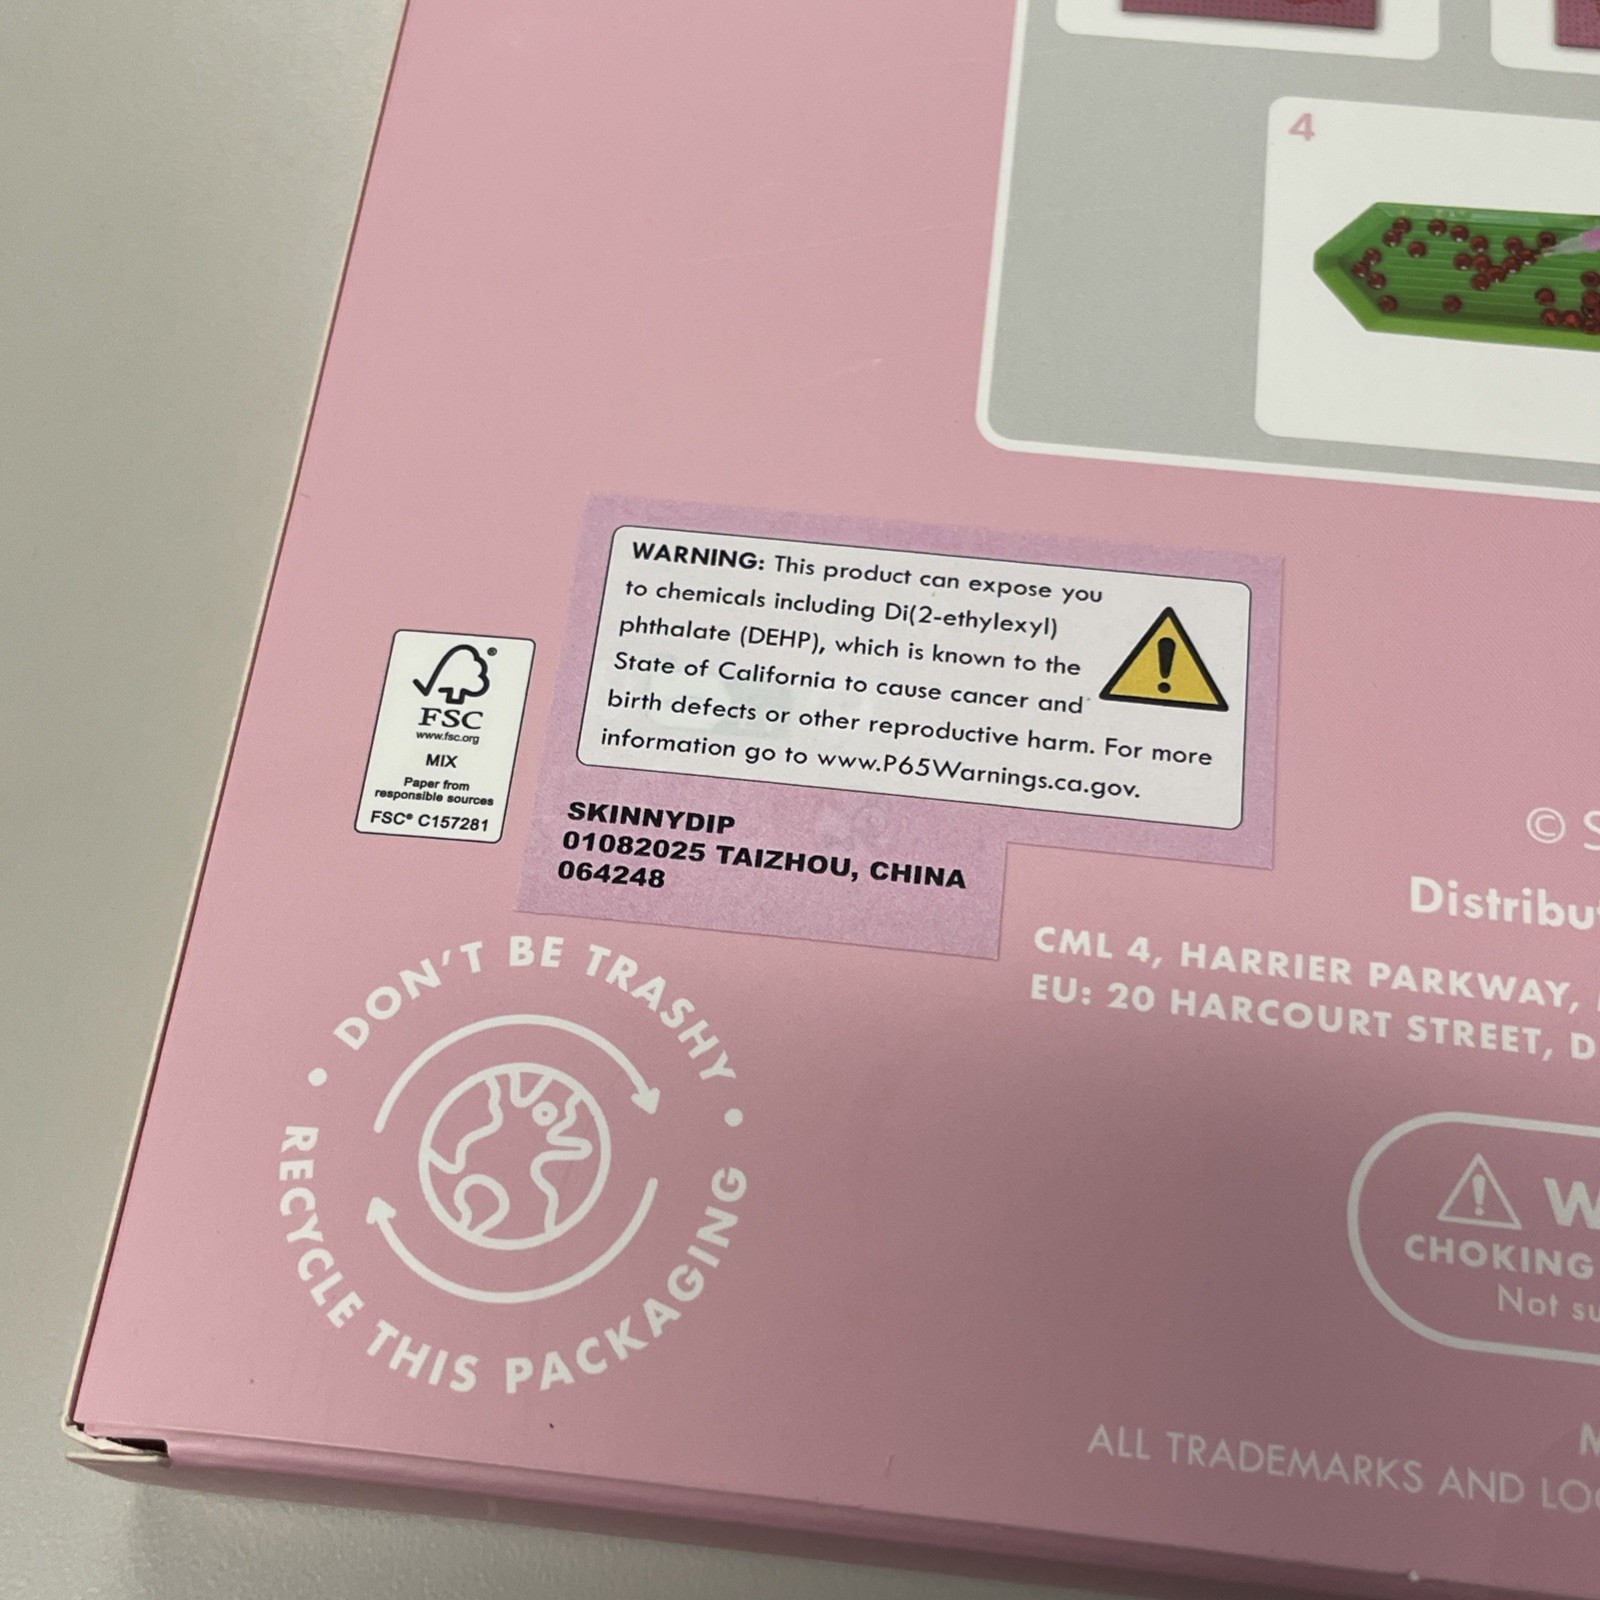 4
WARNING: This product can expose you
to chemicals including Di(2-ethylexyl)
phthalate (DEHP), which is known to the
State of California to cause cancer and
birth defects or other reproductive harm. For more
information go to www.P65Warnings.ca.gov.
SKINNYDIP
01082025 TAIZHOU, CHINA
064248
FSC®
www.fsc.org
MIX
Paper from
responsible sources
FSC® C157281
DON'T BE TRASHY
• RECYCLE THIS PACKAGING •
©
CML 4, HARRIER PARKWAY,
EU: 20 HARCOURT STREET,
CHOKING
Not
ALL TRADEMARKS AND